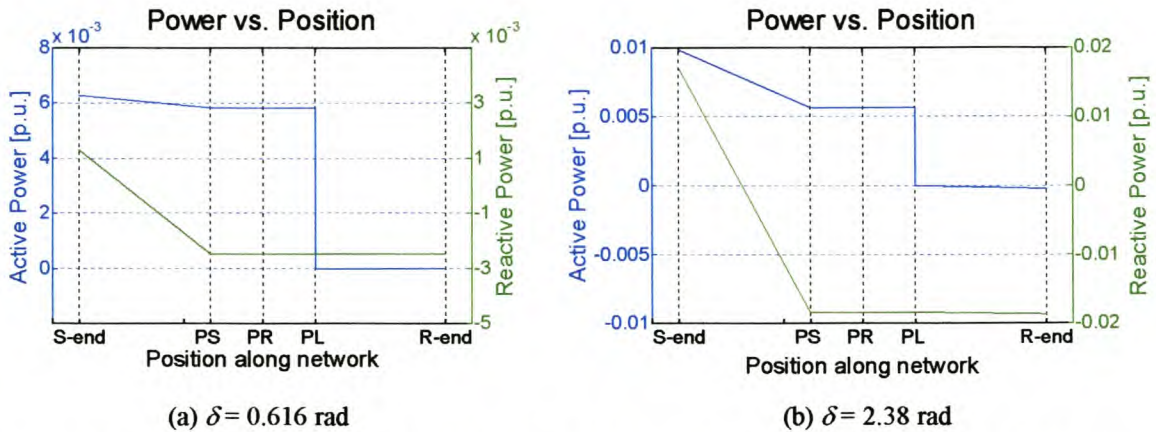 Power vs. Position
× 10⁻³
× 10⁻³
Active Power [p.u.]
8
6
4
2
0
Reactive Power [p.u.]
3
1
-1
-3
-5
S-end PS PR PL R-end
Position along network
(a) δ = 0.616 rad
Power vs. Position
Active Power [p.u.]
0.01
0.005
0
-0.005
-0.01
Reactive Power [p.u.]
0.02
0.01
0
-0.01
-0.02
S-end PS PR PL R-end
Position along network
(b) δ = 2.38 rad